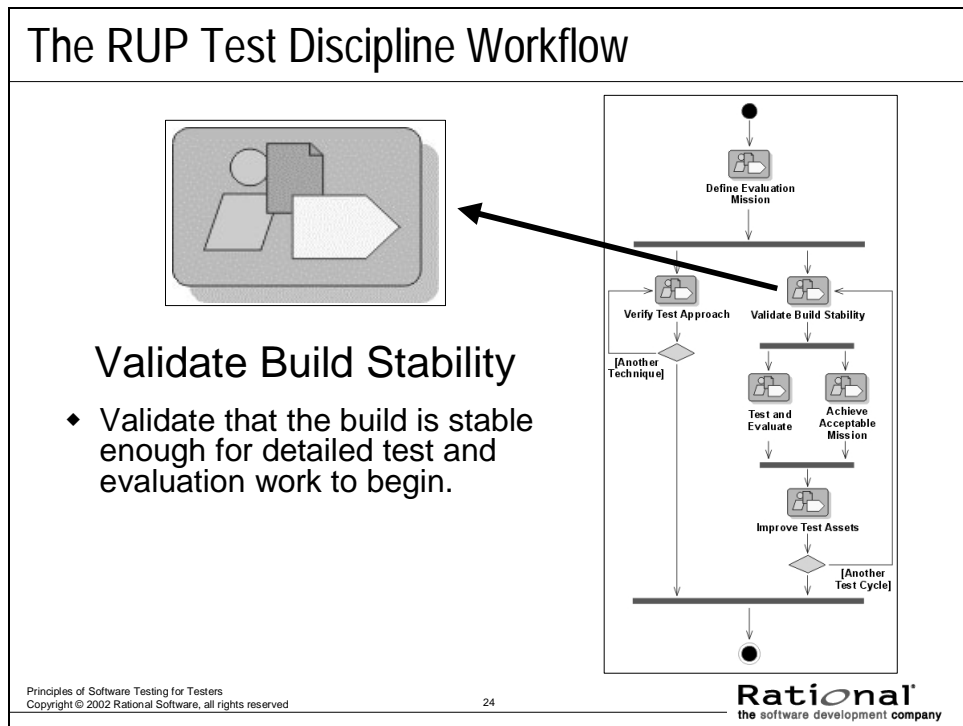 The RUP Test Discipline Workflow
Validate Build Stability
◆ Validate that the build is stable
enough for detailed test and
evaluation work to begin.
Define Evaluation
Mission
Verify Test Approach
Validate Build Stability
[Another
Technique]
Test and
Evaluate
Achieve
Acceptable
Mission
Improve Test Assets
[Another
Test Cycle]
Principles of Software Testing for Testers
Copyright © 2002 Rational Software, all rights reserved
24
Rational
the software development company